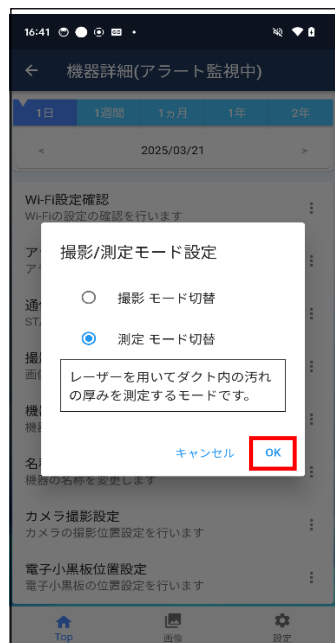 16:41
機器詳細(アラート監視中)
1日 1週間 1ヵ月 1年 2年
< 2025/03/21 >
Wi-Fi設定確認
Wi-Fiの設定の確認を行います
撮影/測定モード設定
撮影 モード切替
測定 モード切替
レーザーを用いてダクト内の汚れ
の厚みを測定するモードです。
キャンセル OK
機器の名称を変更します
カメラ撮影設定
カメラの撮影位置設定を行います
電子小黒板位置設定
電子小黒板の位置設定を行います
Top 画像 設定